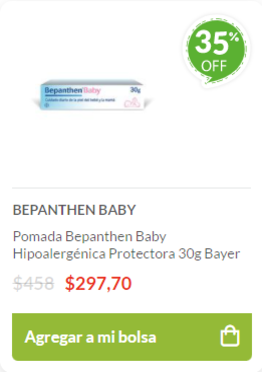 35%
OFF
Bepanthen Baby
30g
BEPANTHEN BABY
Pomada Bepanthen Baby
Hipoalergénica Protectora 30g Bayer
$458 $297,70
Agregar a mi bolsa